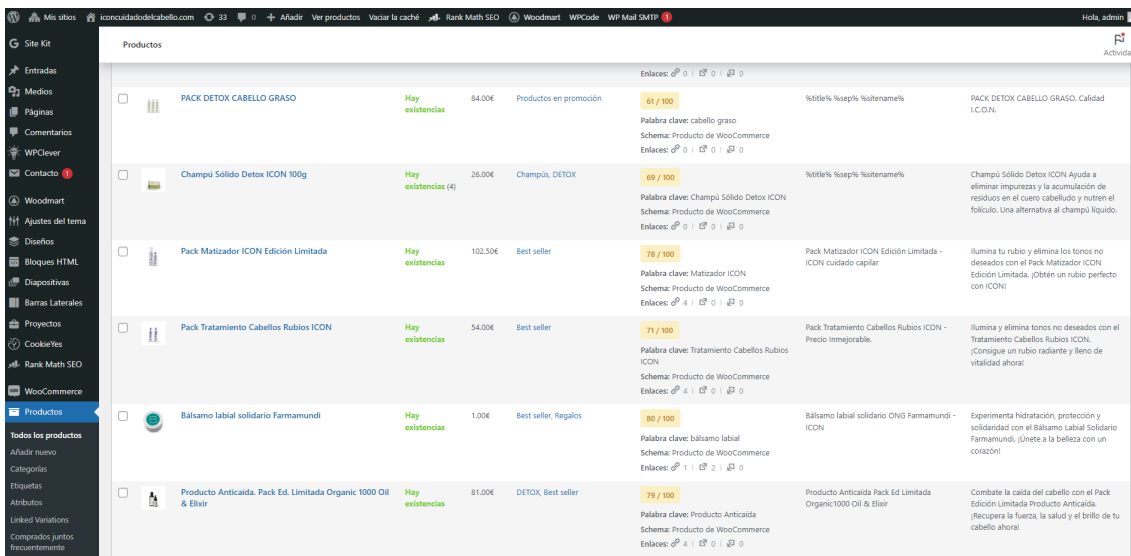 Mis sitios iconcuidadodelcabello.com 33 0 Añadir Ver productos Vaciar la caché Rank Math SEO Woodmart WPCode WP Mail SMTP 1 Hola, admin
Site Kit
Entradas
Medios
Páginas
Comentarios
WPClever
Contacto 1
Woodmart
Ajustes del tema
Diseños
Bloques HTML
Diapositivas
Barras Laterales
Proyectos
CookieYes
Rank Math SEO
WooCommerce
Productos
Todos los productos
Añadir nuevo
Categorías
Etiquetas
Atributos
Linked Variations
Comprados juntos
frecuentemente
Productos
Activida
Enlaces: 0 | 0 | 0
PACK DETOX CABELLO GRASO
Hay
existencias
84.00€
Productos en promoción
61 / 100
Palabra clave: cabello graso
Schema: Producto de WooCommerce
Enlaces: 0 | 0 | 0
%title% %sep% %sitename%
PACK DETOX CABELLO GRASO. Calidad
I.C.O.N.
Champú Sólido Detox ICON 100g
Hay
existencias (4)
26.00€
Champús, DETOX
69 / 100
Palabra clave: Champú Sólido Detox ICON
Schema: Producto de WooCommerce
Enlaces: 0 | 0 | 0
%title% %sep% %sitename%
Champú Sólido Detox ICON Ayuda a
eliminar impurezas y la acumulación de
residuos en el cuero cabelludo y nutren el
folículo. Una alternativa al champú líquido.
Pack Matizador ICON Edición Limitada
Hay
existencias
102.50€
Best seller
78 / 100
Palabra clave: Matizador ICON
Schema: Producto de WooCommerce
Enlaces: 4 | 0 | 0
Pack Matizador ICON Edición Limitada -
ICON cuidado capilar
Ilumina tu rubio y elimina los tonos no
deseados con el Pack Matizador ICON
Edición Limitada. ¡Obtén un rubio perfecto
con ICON!
Pack Tratamiento Cabellos Rubios ICON
Hay
existencias
54.00€
Best seller
71 / 100
Palabra clave: Tratamiento Cabellos Rubios
ICON
Schema: Producto de WooCommerce
Enlaces: 4 | 0 | 0
Pack Tratamiento Cabellos Rubios ICON -
Precio Inmejorable.
Ilumina y elimina tonos no deseados con el
Tratamiento Cabellos Rubios ICON.
¡Consigue un rubio radiante y lleno de
vitalidad ahora!
Bálsamo labial solidario Farmamundi
Hay
existencias
1.00€
Best seller, Regalos
80 / 100
Palabra clave: bálsamo labial
Schema: Producto de WooCommerce
Enlaces: 1 | 2 | 0
Bálsamo labial solidario ONG Farmamundi -
ICON
Experimenta hidratación, protección y
solidaridad con el Bálsamo Labial Solidario
Farmamundi. ¡Únete a la belleza con un
corazón!
Producto Anticaída. Pack Ed. Limitada Organic 1000 Oil
& Elixir
Hay
existencias
81.00€
DETOX, Best seller
79 / 100
Palabra clave: Producto Anticaída
Schema: Producto de WooCommerce
Enlaces: 4 | 0 | 0
Producto Anticaída Pack Ed Limitada
Organic1000 Oil & Elixir
Combate la caída del cabello con el Pack
Edición Limitada Producto Anticaída.
¡Recupera la fuerza, la salud y el brillo de tu
cabello ahora!